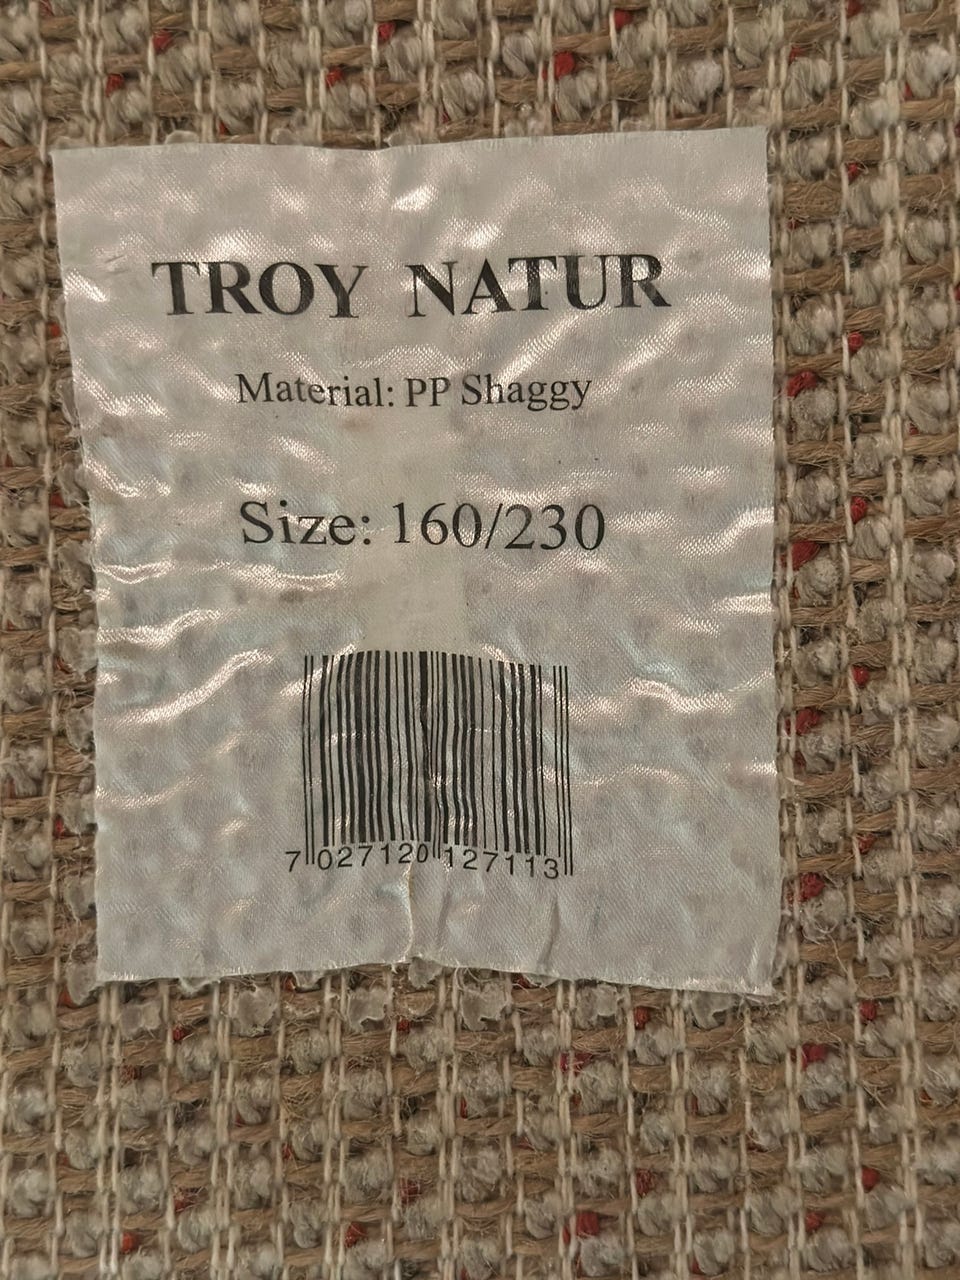 TROY NATUR
Material: PP Shaggy
Size: 160/230
7 027120 127113